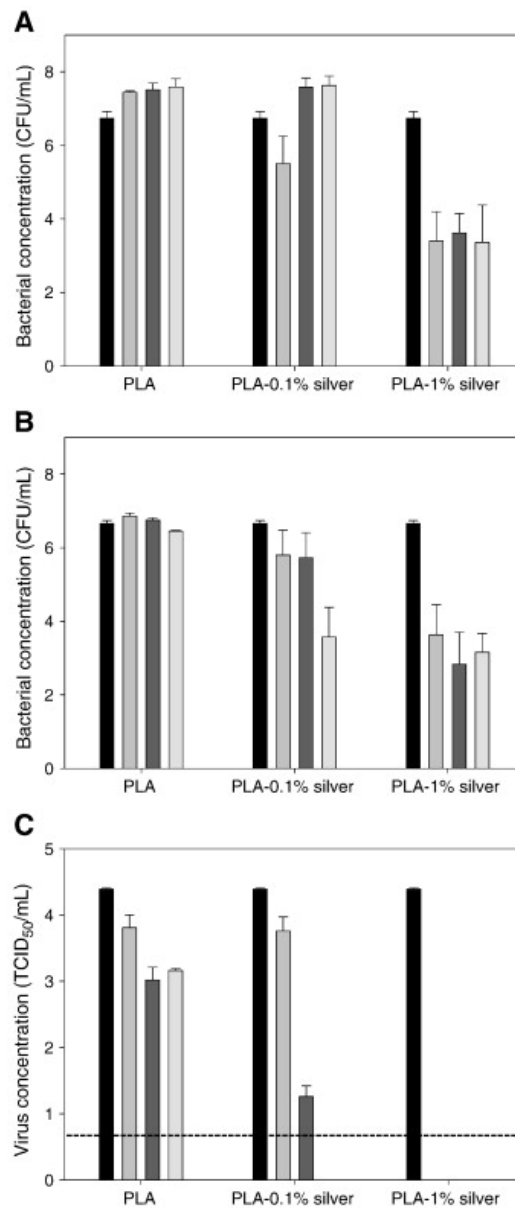 A
Bacterial concentration (CFU/mL)
8
6
4
2
0
PLA PLA-0.1% silver PLA-1% silver
B
Bacterial concentration (CFU/mL)
8
6
4
2
0
PLA PLA-0.1% silver PLA-1% silver
C
Virus concentration (TCID50/mL)
5
4
3
2
1
0
PLA PLA-0.1% silver PLA-1% silver